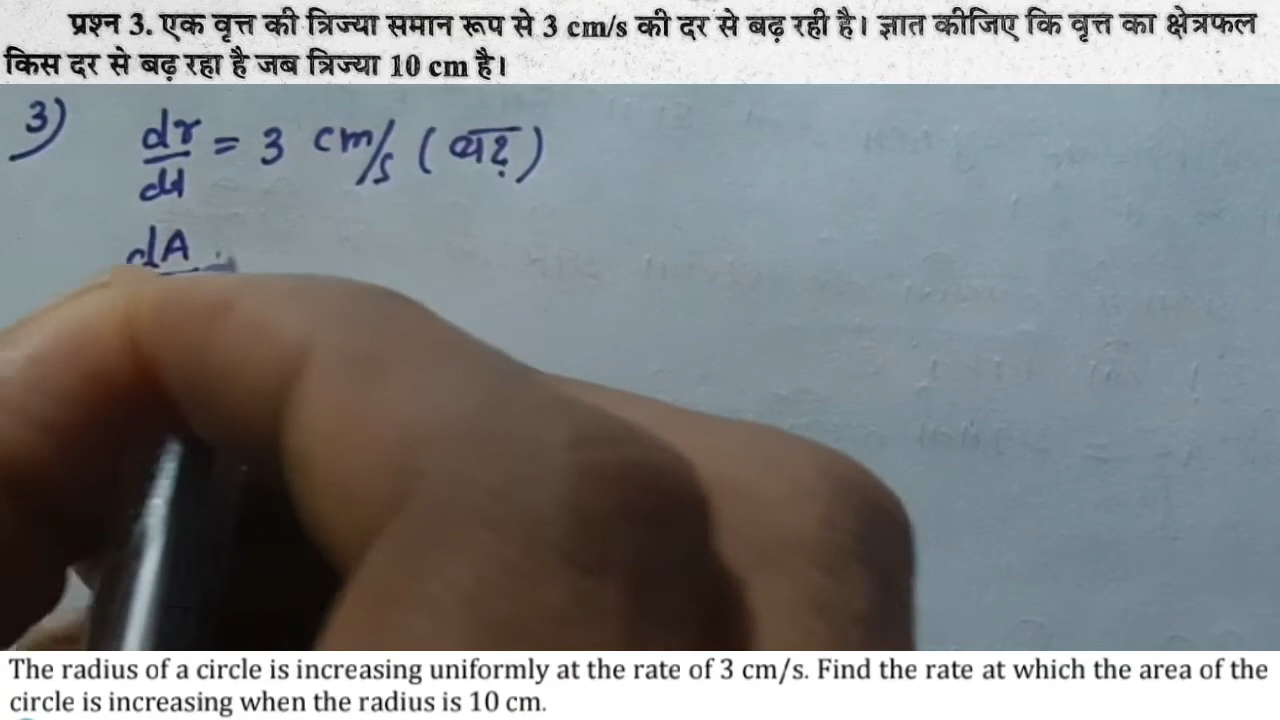 प्रश्न 3. एक वृत्त की त्रिज्या समान रूप से 3 cm/s की दर से बढ़ रही है। ज्ञात कीजिए कि वृत्त का क्षेत्रफल
किस दर से बढ़ रहा है जब त्रिज्या 10 cm है।
3) dr/dt = 3 cm/s (बढ़)
dA
The radius of a circle is increasing uniformly at the rate of 3 cm/s. Find the rate at which the area of the
circle is increasing when the radius is 10 cm.